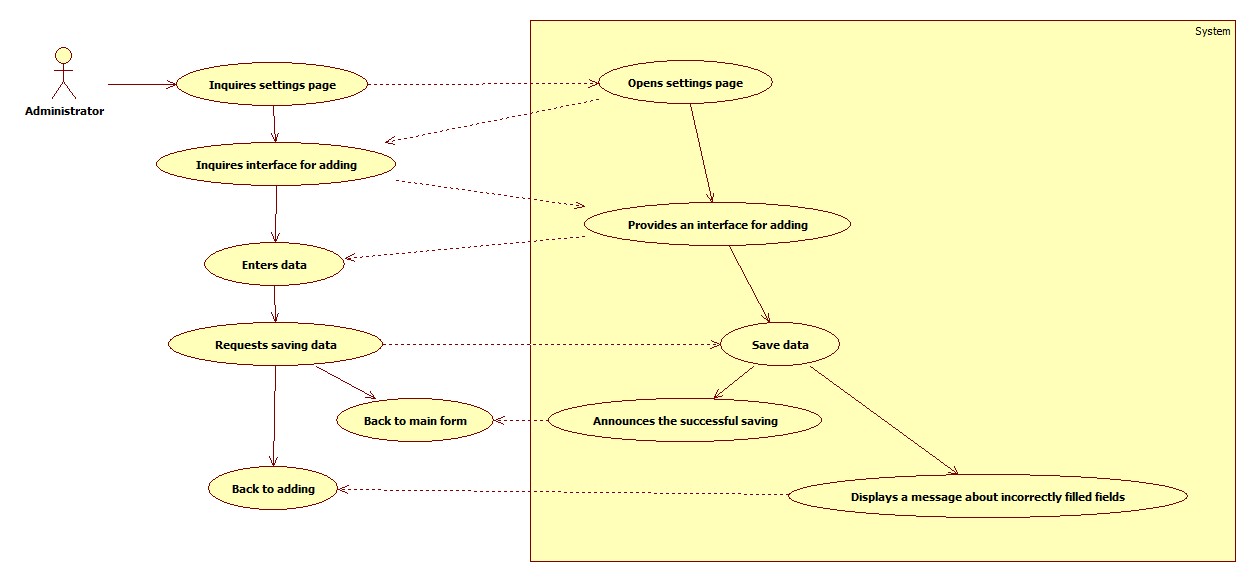 System
Administrator
Inquires settings page
Opens settings page
Inquires interface for adding
Provides an interface for adding
Enters data
Requests saving data
Save data
Back to main form
Announces the successful saving
Back to adding
Displays a message about incorrectly filled fields